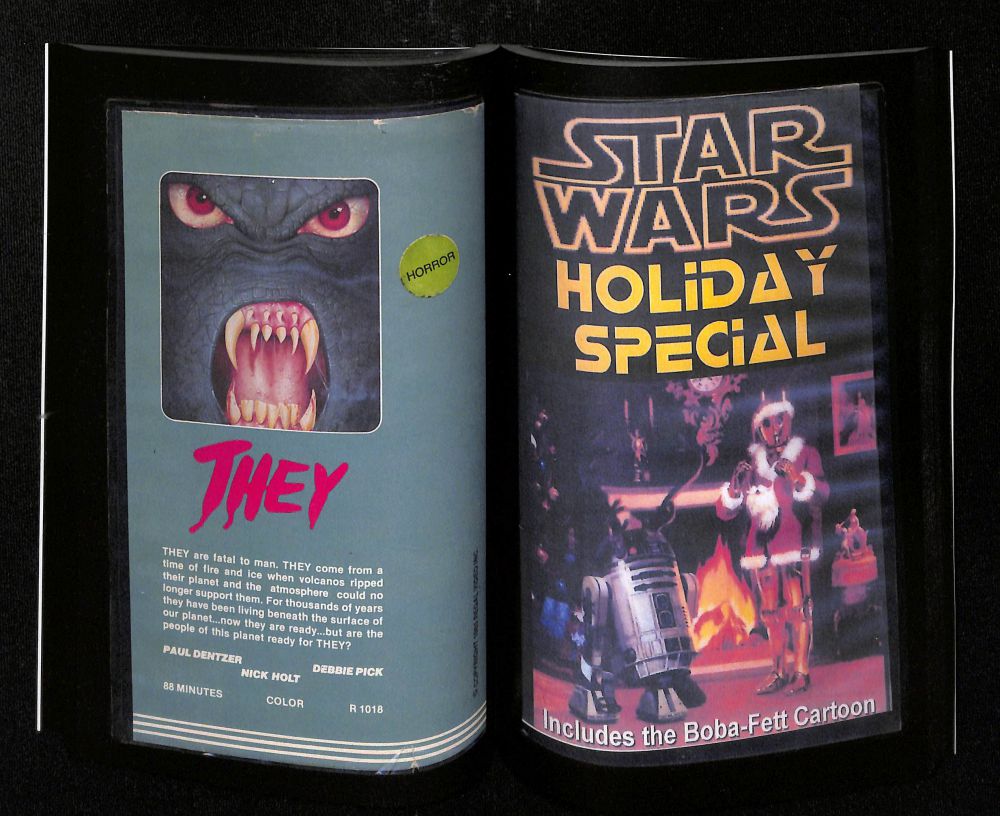 HORROR
THEY
THEY are fatal to man. THEY come from a
time of fire and ice when volcanos ripped
their planet and the atmosphere could no
longer support them. For thousands of years
they have been living beneath the surface of
our planet...now they are ready...but are the
people of this planet ready for THEY?
PAUL DENTZER
NICK HOLT
DEBBIE PICK
88 MINUTES
COLOR
R 1018
STAR
WARS
HOLIDAY
SPECIAL
Includes the Boba-Fett Cartoon